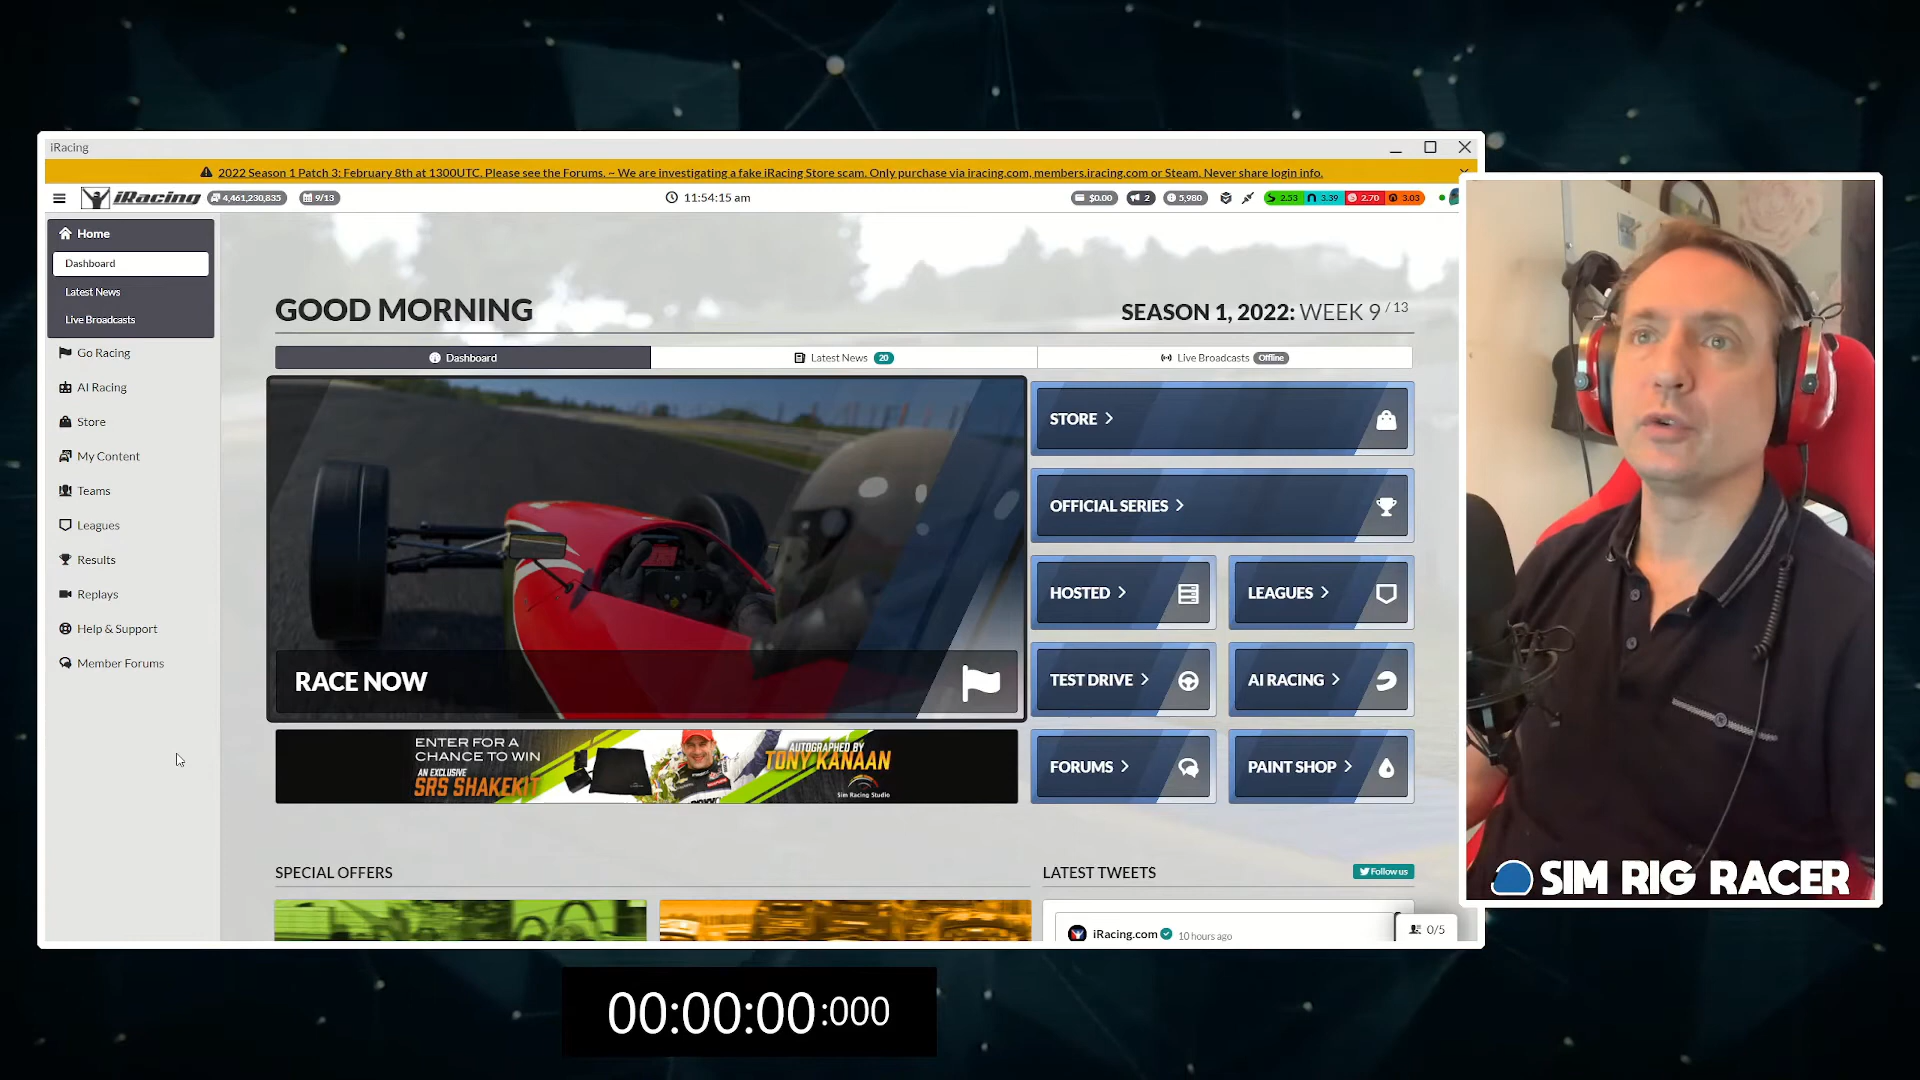 iRacing
2022 Season 1 Patch 3: February 8th at 1300UTC. Please see the Forums. ~ We are investigating a fake iRacing Store scam. Only purchase via iracing.com, members.iracing.com or Steam. Never share login info.
iRacing 4,461,230,835 9/13 11:54:15 am $0.00 2 5,980 2.53 3.39 2.70 3.03
Home
Dashboard
Latest News
Live Broadcasts
Go Racing
AI Racing
Store
My Content
Teams
Leagues
Results
Replays
Help & Support
Member Forums
GOOD MORNING
SEASON 1, 2022: WEEK 9 / 13
Dashboard Latest News 20 Live Broadcasts Offline
RACE NOW
STORE
OFFICIAL SERIES
HOSTED
LEAGUES
TEST DRIVE
AI RACING
FORUMS
PAINT SHOP
ENTER FOR A
CHANCE TO WIN
AN EXCLUSIVE
SRS SHAKEKIT
AUTOGRAPHED BY
TONY KANAAN
Sim Racing Studio
SPECIAL OFFERS
LATEST TWEETS
Follow us
iRacing.com 10 hours ago
0/5
SIM RIG RACER
00:00:00:000